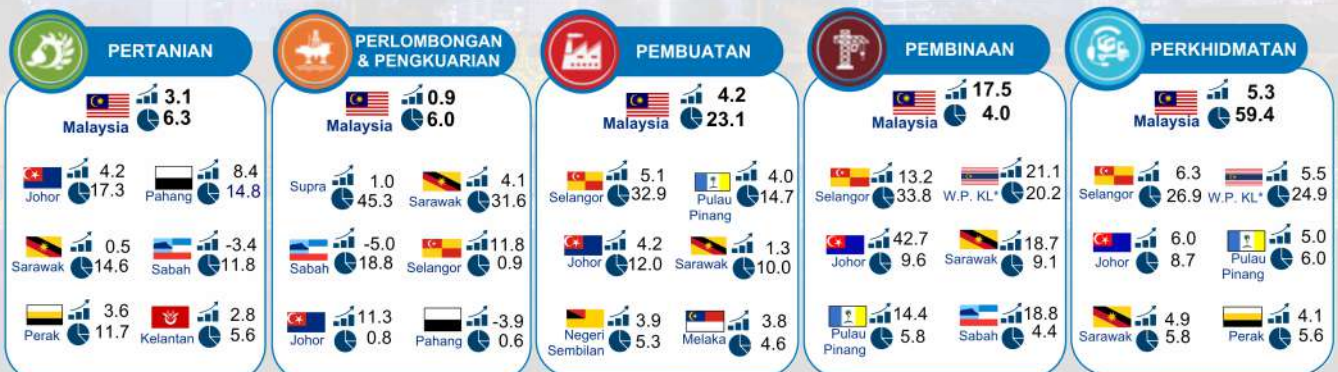 PERTANIAN
Malaysia 3.1
6.3
Johor 4.2
17.3
Pahang 8.4
14.8
Sarawak 0.5
14.6
Sabah -3.4
11.8
Perak 3.6
11.7
Kelantan 2.8
5.6
PERLOMBONGAN
& PENGKUARIAN
Malaysia 0.9
6.0
Supra 1.0
45.3
Sarawak 4.1
31.6
Sabah -5.0
18.8
Selangor 11.8
0.9
Johor 11.3
0.8
Pahang -3.9
0.6
PEMBUATAN
Malaysia 4.2
23.1
Selangor 5.1
32.9
Pulau Pinang 4.0
14.7
Johor 4.2
12.0
Sarawak 1.3
10.0
Negeri Sembilan 3.9
5.3
Melaka 3.8
4.6
PEMBINAAN
Malaysia 17.5
4.0
Selangor 13.2
33.8
W.P. KL* 21.1
20.2
Johor 42.7
9.6
Sarawak 18.7
9.1
Pulau Pinang 14.4
5.8
Sabah 18.8
4.4
PERKHIDMATAN
Malaysia 5.3
59.4
Selangor 6.3
26.9
W.P. KL* 5.5
24.9
Johor 6.0
8.7
Pulau Pinang 5.0
6.0
Sarawak 4.9
5.8
Perak 4.1
5.6